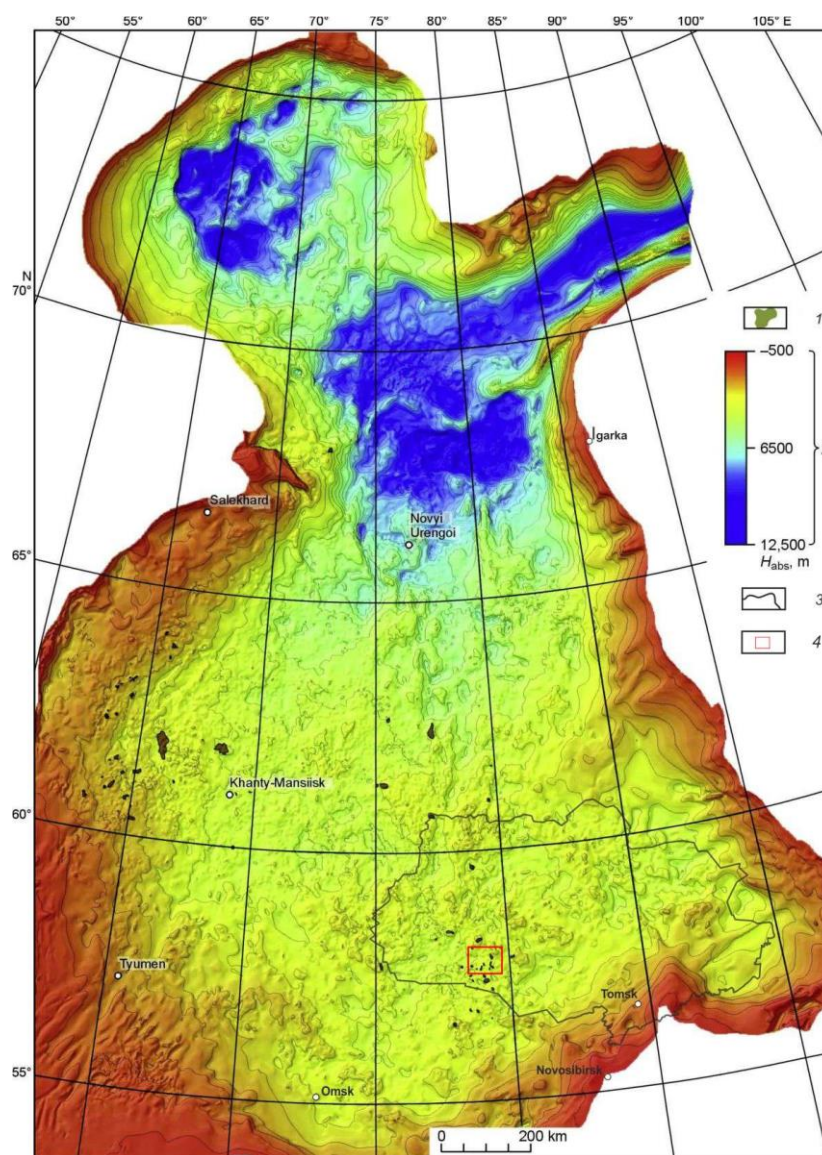 50° 55° 60° 65° 70° 75° 80° 85° 90° 95° 100° 105° E
N
70°
1
–500
6500
12,500
H abs, m
Igarka
Salekhard
Novyi
Urengoi
65°
3
4
Khanty-Mansiisk
60°
Tyumen
Tomsk
55°
Omsk
Novosibirsk
0 200 km